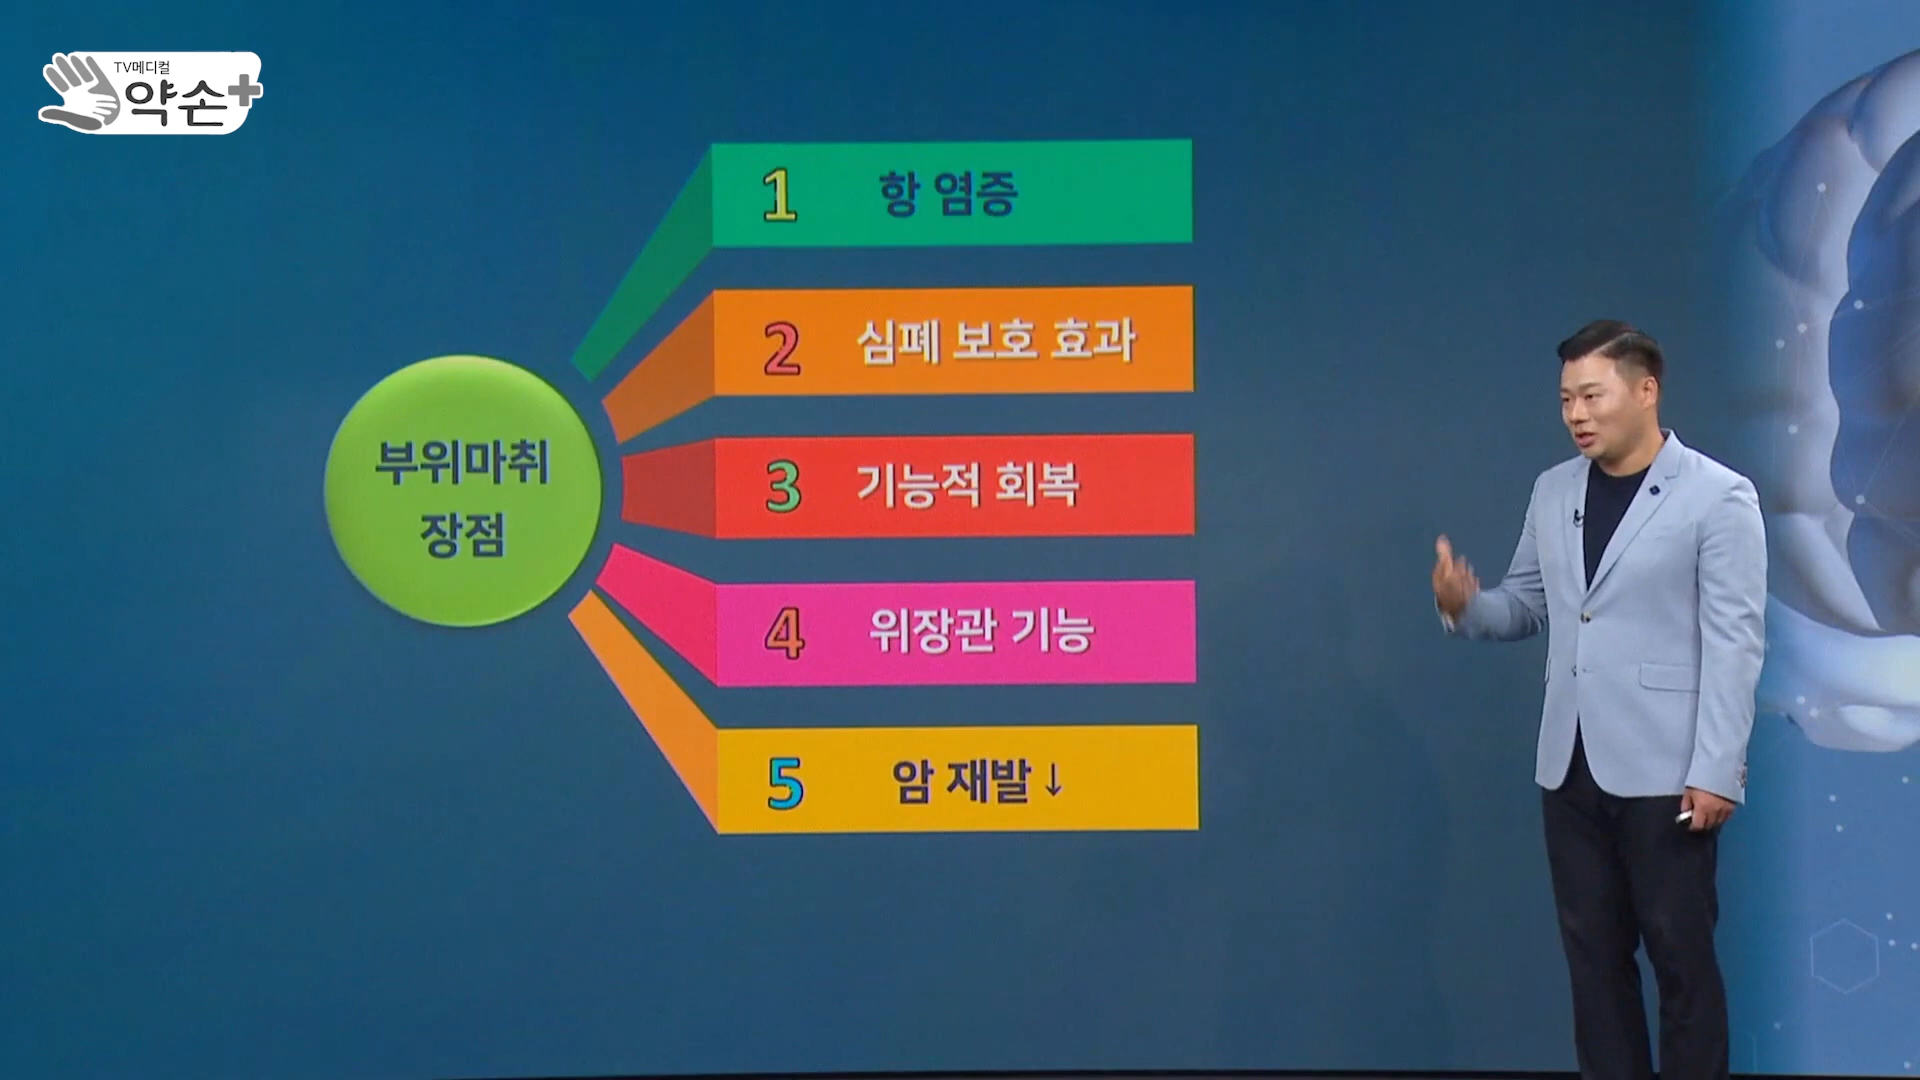 TV메디컬
약손+
부위마취
장점
1 항 염증
2 심폐 보호 효과
3 기능적 회복
4 위장관 기능
5 암 재발↓